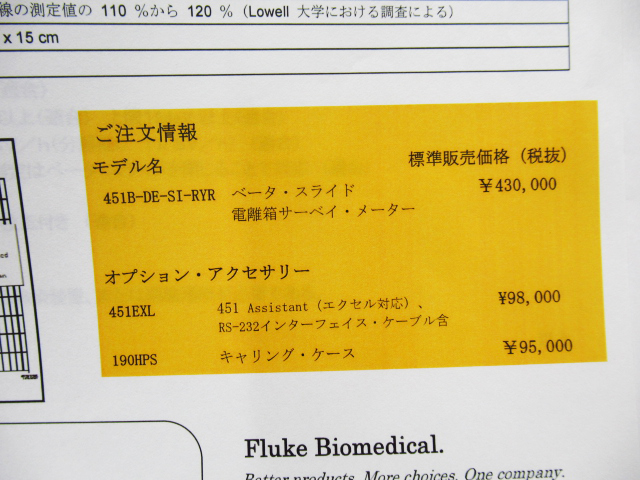 線の測定値の 110 %から 120 %（Lowell 大学における調査による）
x 15 cm
ご注文情報
モデル名 標準販売価格（税抜）
451B-DE-SI-RYR ベータ・スライド ￥430,000
電離箱サーベイ・メーター
オプション・アクセサリー
451EXL 451 Assistant（エクセル対応）、 ¥98,000
RS-232インターフェイス・ケーブル含
190HPS キャリング・ケース ￥95,000
Fluke Biomedical.
Better products. More choices. One company.